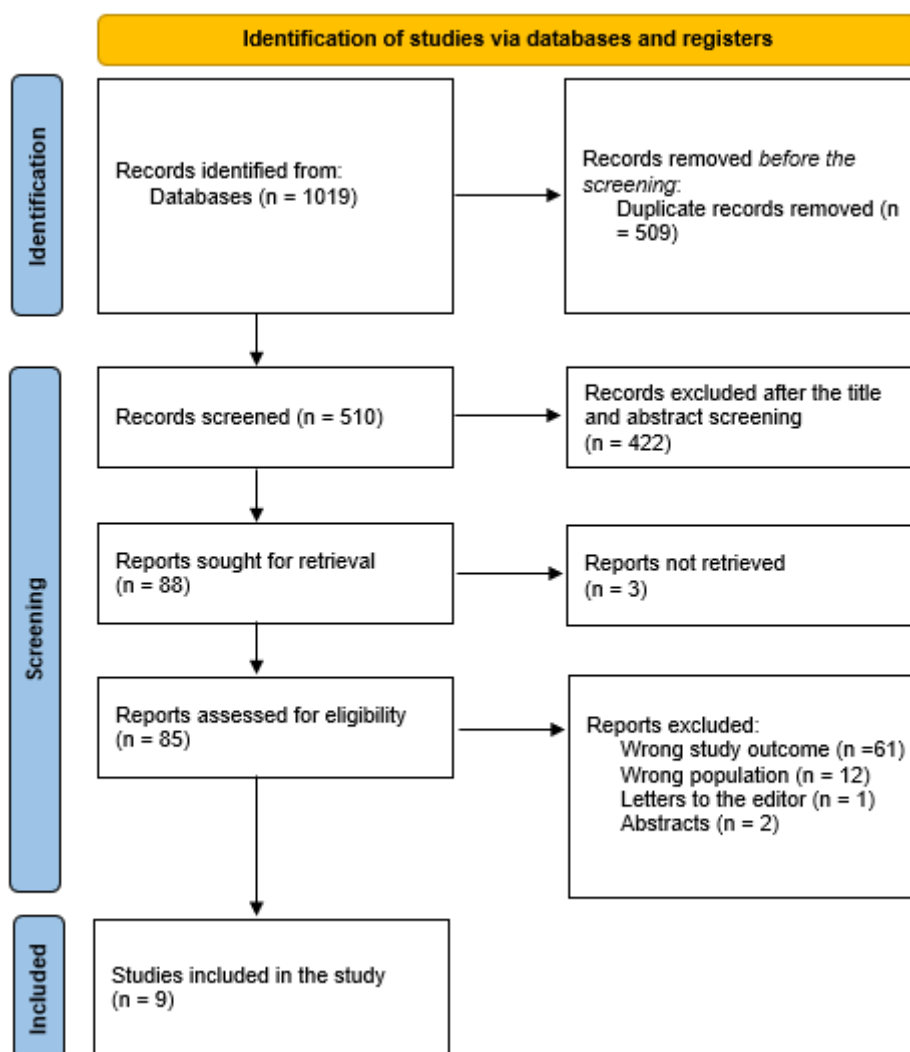 Identification of studies via databases and registers
Identification
Records identified from:
Databases (n = 1019)
Records removed before the
screening:
Duplicate records removed (n
= 509)
Screening
Records screened (n = 510)
Records excluded after the title
and abstract screening
(n = 422)
Reports sought for retrieval
(n = 88)
Reports not retrieved
(n = 3)
Reports assessed for eligibility
(n = 85)
Reports excluded:
Wrong study outcome (n =61)
Wrong population (n = 12)
Letters to the editor (n = 1)
Abstracts (n = 2)
Included
Studies included in the study
(n = 9)